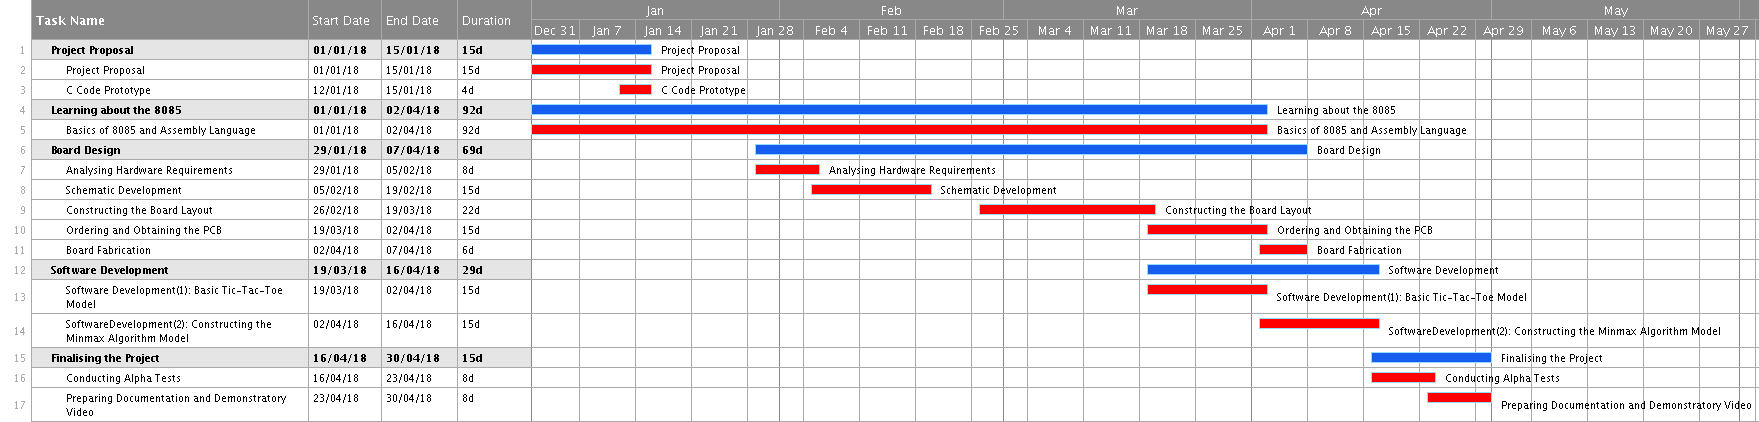 Task Name Start Date End Date Duration Jan Feb Mar Apr May
Dec 31 Jan 7 Jan 14 Jan 21 Jan 28 Feb 4 Feb 11 Feb 18 Feb 25 Mar 4 Mar 11 Mar 18 Mar 25 Apr 1 Apr 8 Apr 15 Apr 22 Apr 29 May 6 May 13 May 20 May 27
1 Project Proposal 01/01/18 15/01/18 15d Project Proposal
2 Project Proposal 01/01/18 15/01/18 15d Project Proposal
3 C Code Prototype 12/01/18 15/01/18 4d C Code Prototype
4 Learning about the 8085 01/01/18 02/04/18 92d Learning about the 8085
5 Basics of 8085 and Assembly Language 01/01/18 02/04/18 92d Basics of 8085 and Assembly Language
6 Board Design 29/01/18 07/04/18 69d Board Design
7 Analysing Hardware Requirements 29/01/18 05/02/18 8d Analysing Hardware Requirements
8 Schematic Development 05/02/18 19/02/18 15d Schematic Development
9 Constructing the Board Layout 26/02/18 19/03/18 22d Constructing the Board Layout
10 Ordering and Obtaining the PCB 19/03/18 02/04/18 15d Ordering and Obtaining the PCB
11 Board Fabrication 02/04/18 07/04/18 6d Board Fabrication
12 Software Development 19/03/18 16/04/18 29d Software Development
13 Software Development(1): Basic Tic-Tac-Toe 19/03/18 02/04/18 15d Software Development(1): Basic Tic-Tac-Toe Model
Model
14 SoftwareDevelopment(2): Constructing the 02/04/18 16/04/18 15d SoftwareDevelopment(2): Constructing the Minmax Algorithm Model
Minmax Algorithm Model
15 Finalising the Project 16/04/18 30/04/18 15d Finalising the Project
16 Conducting Alpha Tests 16/04/18 23/04/18 8d Conducting Alpha Tests
17 Preparing Documentation and Demonstratory 23/04/18 30/04/18 8d Preparing Documentation and Demonstratory Video
Video